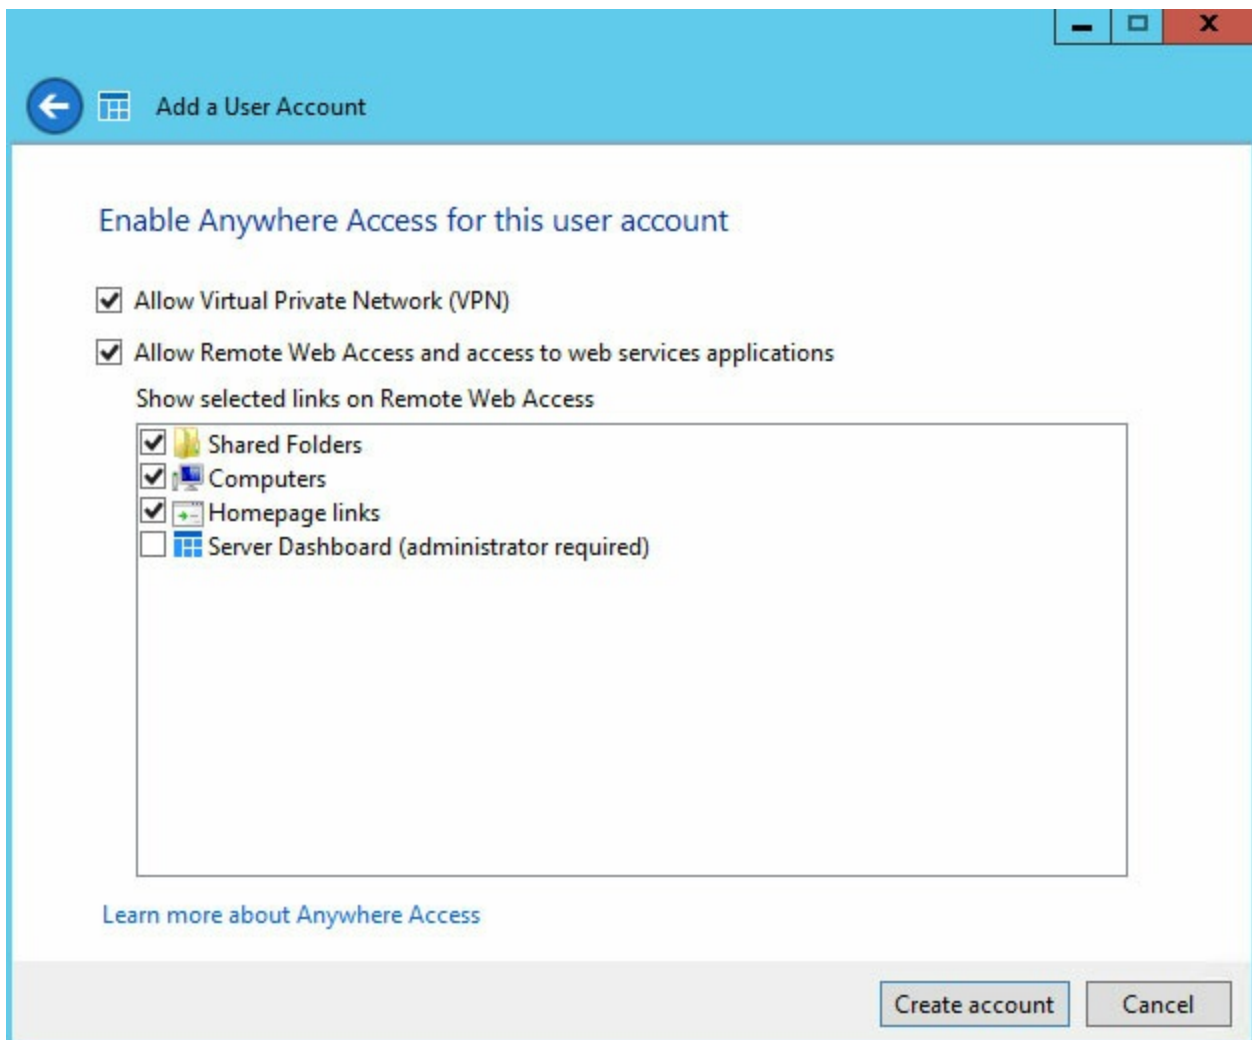 Add a User Account
Enable Anywhere Access for this user account
Allow Virtual Private Network (VPN)
Allow Remote Web Access and access to web services applications
Show selected links on Remote Web Access
Shared Folders
Computers
Homepage links
Server Dashboard (administrator required)
Learn more about Anywhere Access
Create account
Cancel